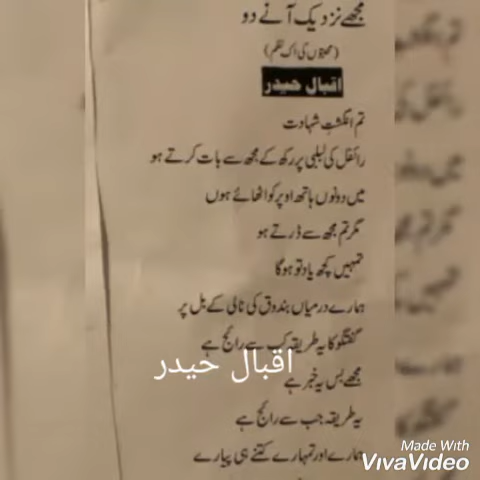 مجھے نزدیک آنے دو
(محبتوں کی اک نظم)
اقبال حیدر
تم انگشتِ شہادت
رائفل کی لبلبی پر رکھ کے مجھ سے بات کرتے ہو
میں دونوں ہاتھ اوپر کو اٹھائے ہوں
مگر تم مجھ سے ڈرتے ہو
تمہیں کچھ یاد تو ہوگا
ہمارے درمیاں بندوق کی نالی کے بل پر
گفتگو کا یہ طریقہ کب سے رائج ہے
اقبال حیدر
مجھے بس یہ خبر ہے
یہ طریقہ جب سے رائج ہے
ہمارے اور تمہارے کتنے ہی پیارے
Made With
VivaVideo